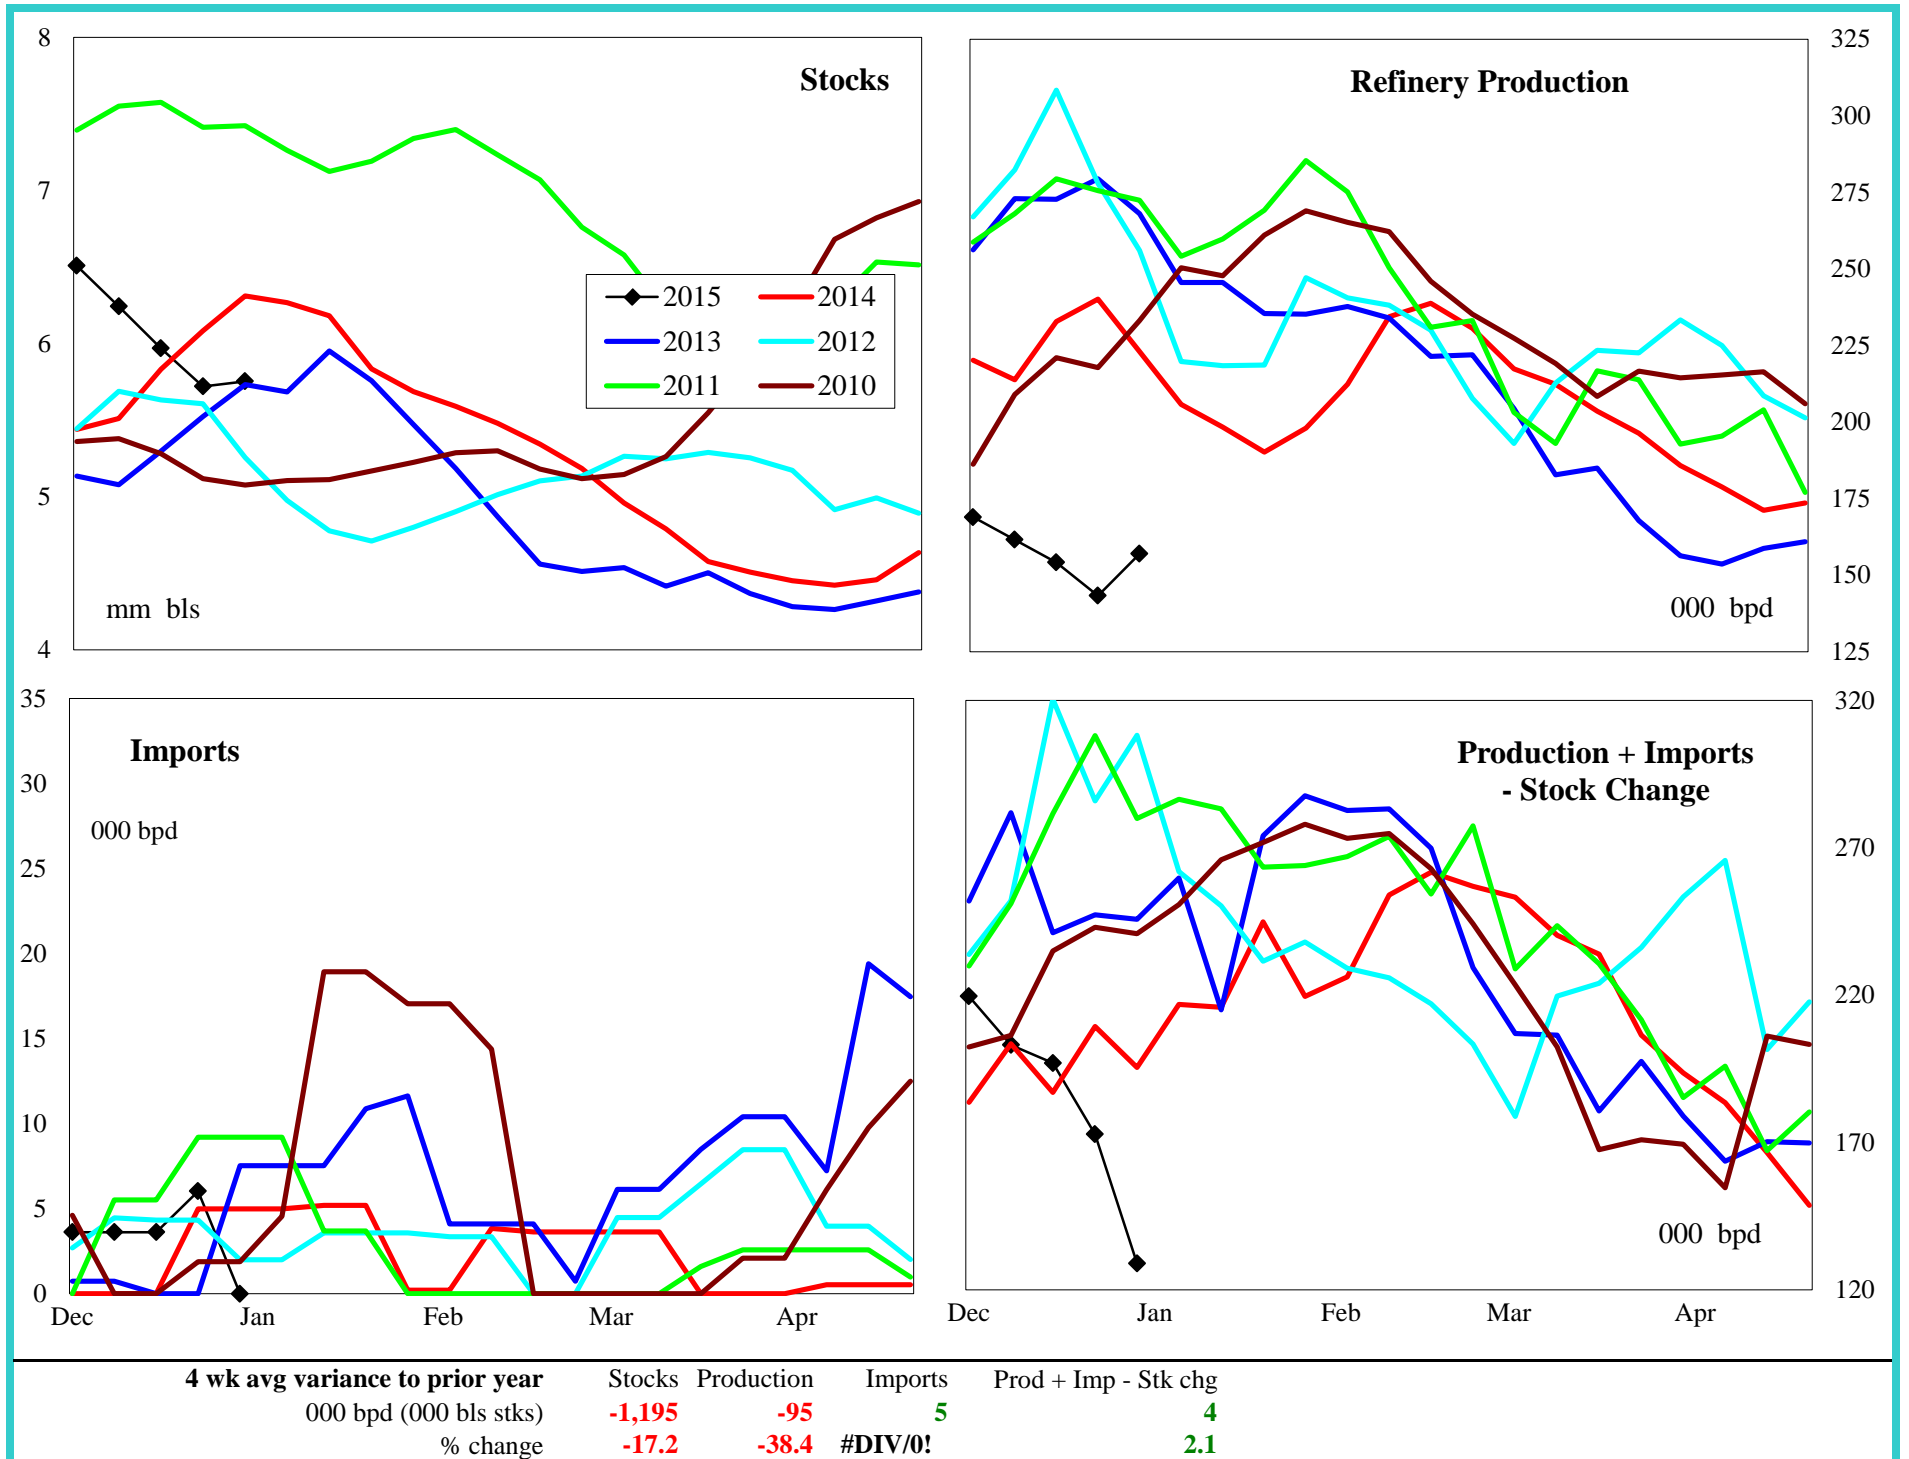 Stocks
8
7
6
5
4
mm bls
2015
2014
2013
2012
2011
2010
Refinery Production
325
300
275
250
225
200
175
150
125
000 bpd
Imports
000 bpd
35
30
25
20
15
10
5
0
Dec Jan Feb Mar Apr
Production + Imports
- Stock Change
320
270
220
170
120
000 bpd
Dec Jan Feb Mar Apr
4 wk avg variance to prior year Stocks Production Imports Prod + Imp - Stk chg
000 bpd (000 bls stks) -1,195 -95 5 4
% change -17.2 -38.4 #DIV/0! 2.1